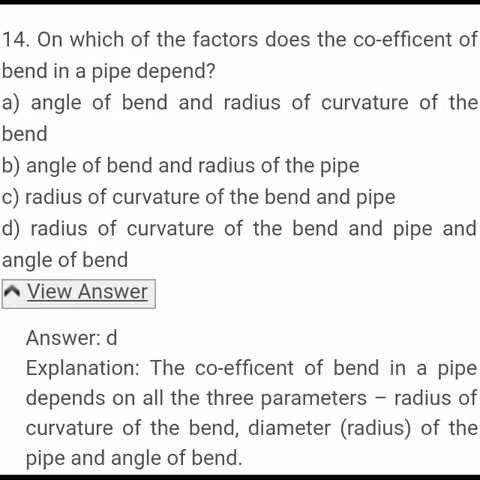 14. On which of the factors does the co-efficent of
bend in a pipe depend?
a) angle of bend and radius of curvature of the
bend
b) angle of bend and radius of the pipe
c) radius of curvature of the bend and pipe
d) radius of curvature of the bend and pipe and
angle of bend
View Answer
Answer: d
Explanation: The co-efficent of bend in a pipe
depends on all the three parameters – radius of
curvature of the bend, diameter (radius) of the
pipe and angle of bend.